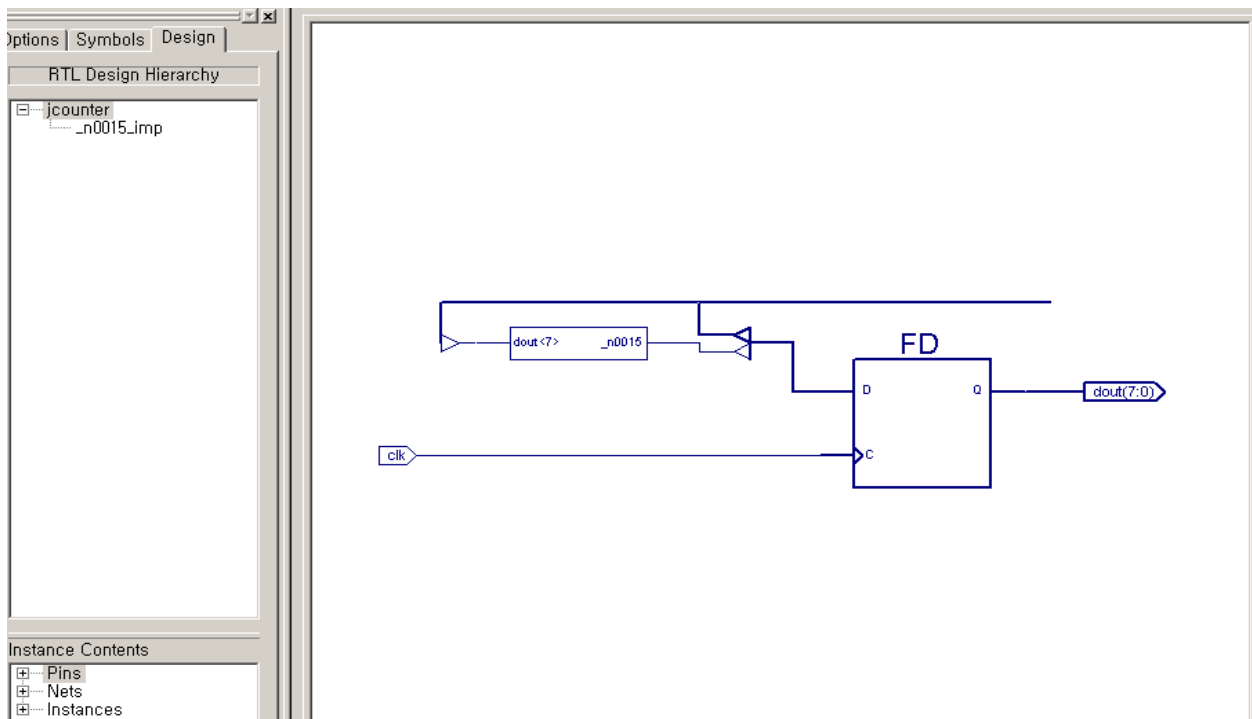 Options Symbols Design
RTL Design Hierarchy
jcounter
_n0015_imp
Instance Contents
Pins
Nets
Instances
dout<7> _n0015
FD
D Q
dout(7:0)
clk
C